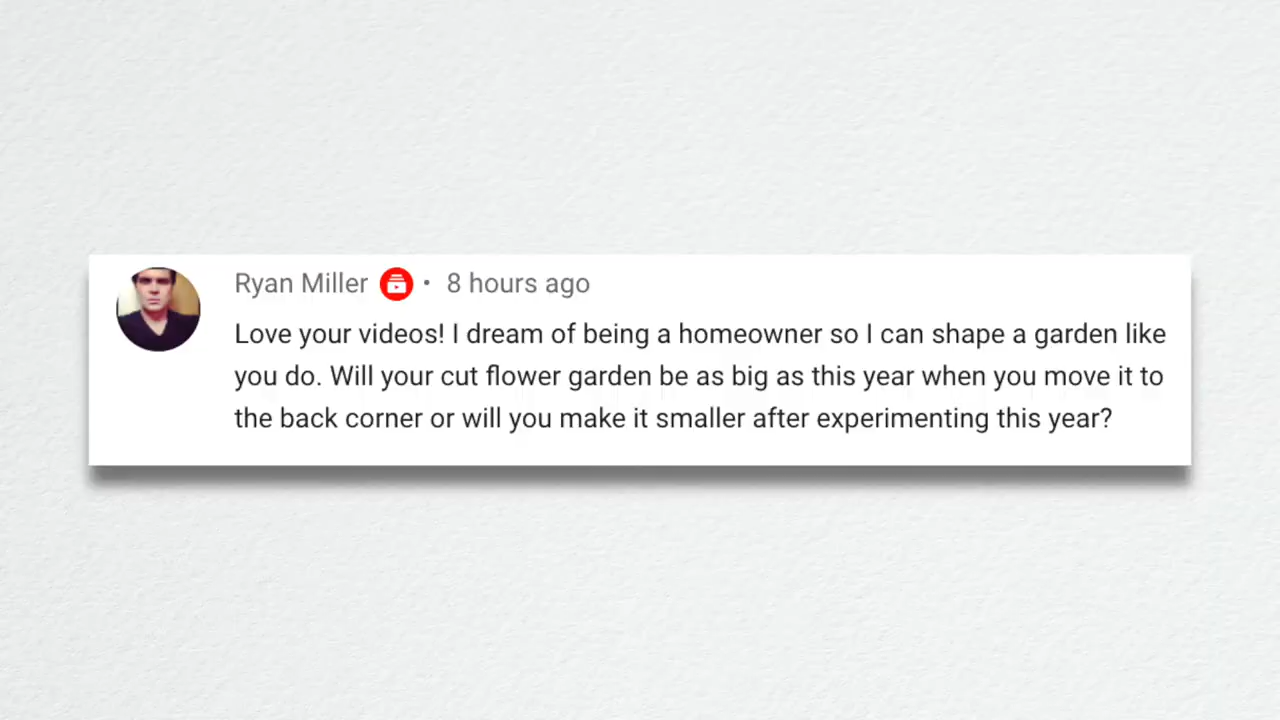 Ryan Miller • 8 hours ago
Love your videos! I dream of being a homeowner so I can shape a garden like
you do. Will your cut flower garden be as big as this year when you move it to
the back corner or will you make it smaller after experimenting this year?